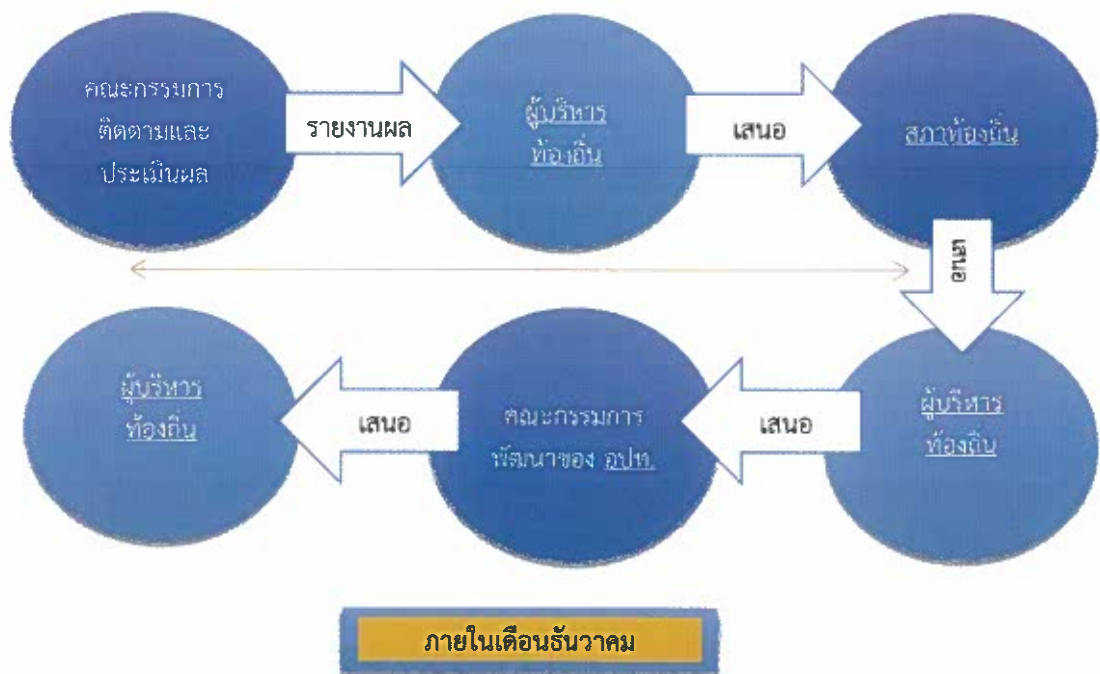 คณะกรรมการ
ติดตามและ
ประเมินผล
รายงานผล
ผู้บริหาร
ท้องถิ่น
เสนอ
สภาท้องถิ่น
เสนอ
ผู้บริหาร
ท้องถิ่น
เสนอ
คณะกรรมการ
พัฒนาของ อปท.
เสนอ
ผู้บริหาร
ท้องถิ่น
ภายในเดือนธันวาคม